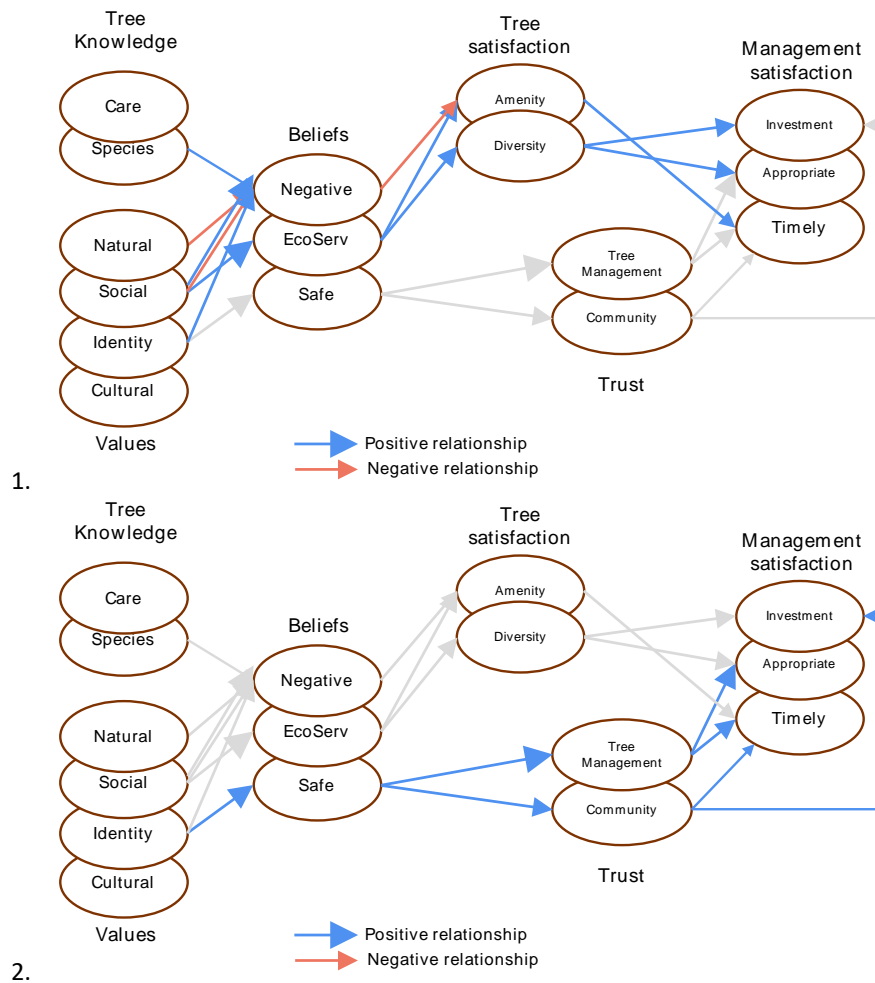 Tree
Knowledge
Care
Species
Natural
Social
Identity
Cultural
Values
Beliefs
Negative
EcoServ
Safe
Tree
satisfaction
Amenity
Diversity
Tree
Management
Community
Trust
Management
satisfaction
Investment
Appropriate
Timely
Positive relationship
Negative relationship
1.
Tree
Knowledge
Care
Species
Natural
Social
Identity
Cultural
Values
Beliefs
Negative
EcoServ
Safe
Tree
satisfaction
Amenity
Diversity
Tree
Management
Community
Trust
Management
satisfaction
Investment
Appropriate
Timely
Positive relationship
Negative relationship
2.